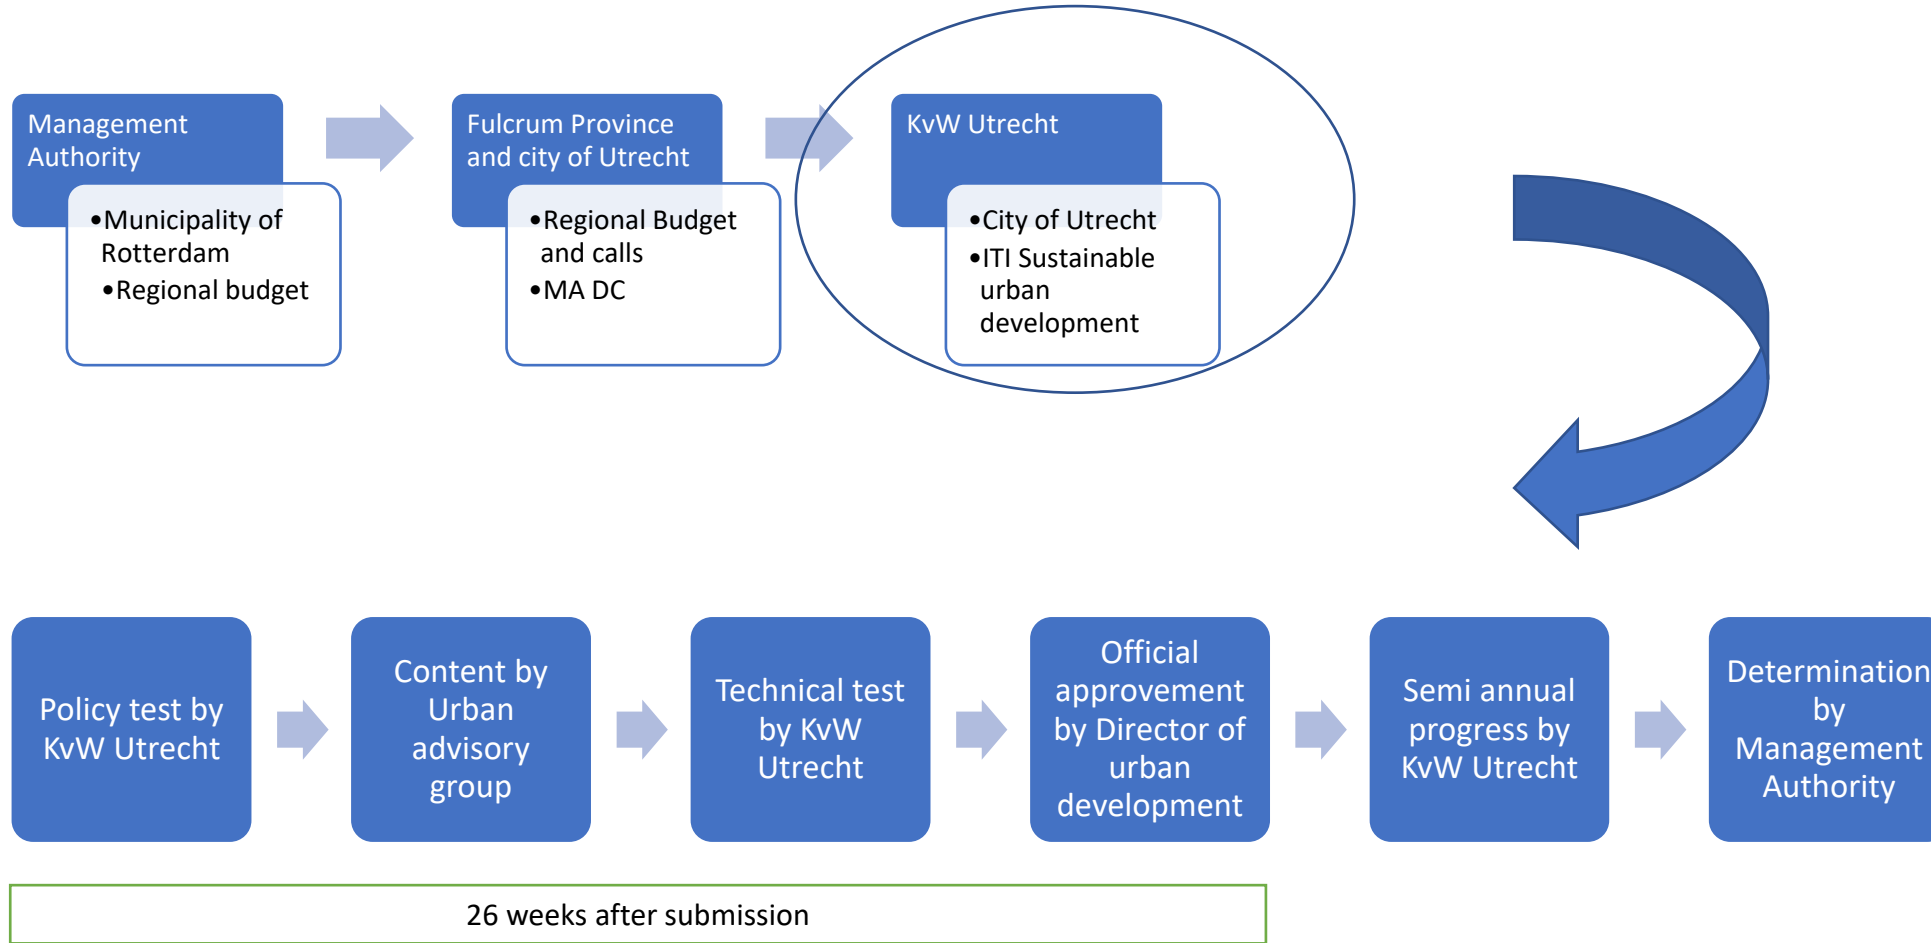 Management
Authority
•Municipality of
Rotterdam
•Regional budget
Fulcrum Province
and city of Utrecht
•Regional Budget
and calls
•MA DC
KvW Utrecht
•City of Utrecht
•ITI Sustainable
urban
development
Policy test by
KvW Utrecht
Content by
Urban
advisory
group
Technical test
by KvW
Utrecht
Official
approvement
by Director of
urban
development
Semi annual
progress by
KvW Utrecht
Determination
by
Management
Authority
26 weeks after submission